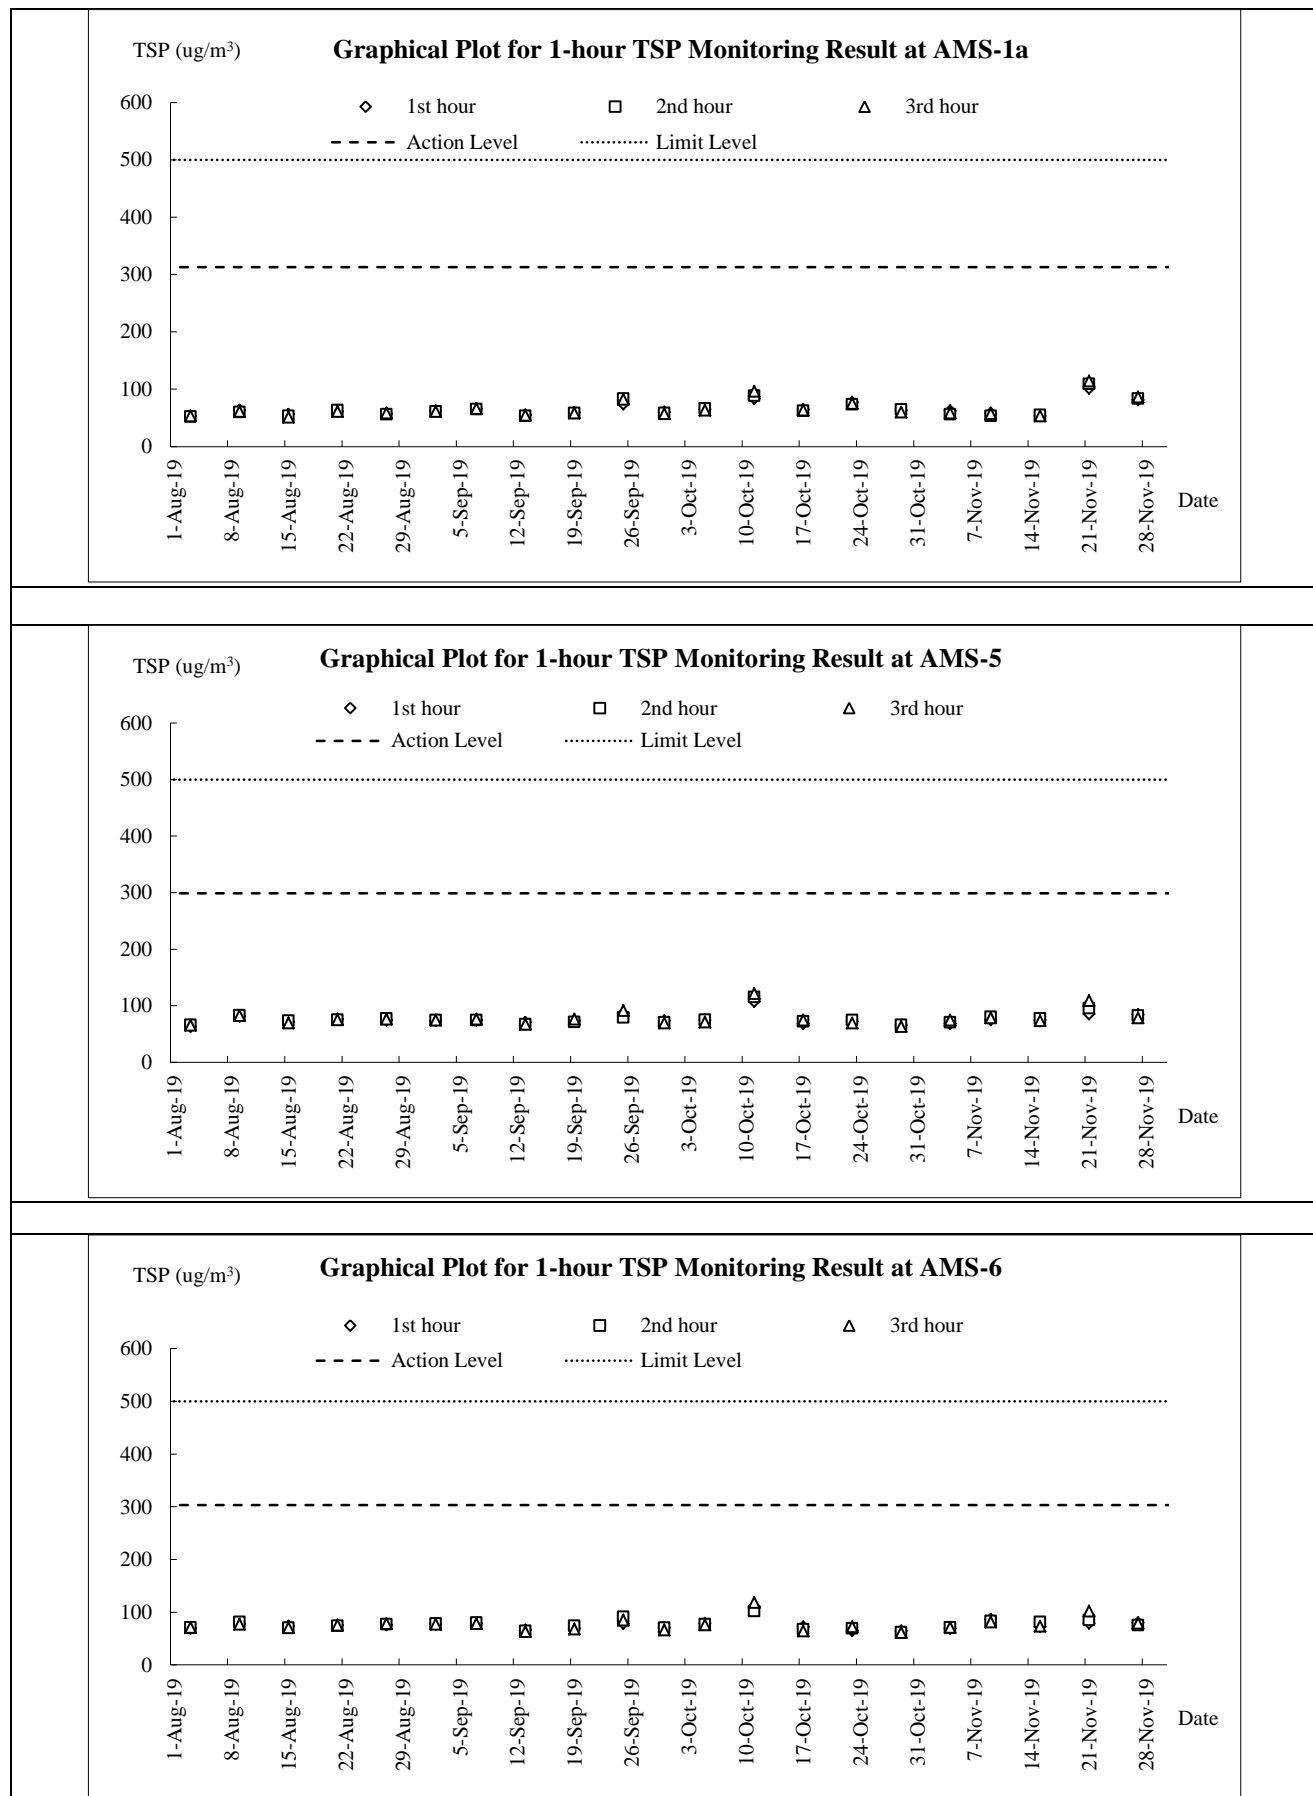 TSP (ug/m³) Graphical Plot for 1-hour TSP Monitoring Result at AMS-1a
1st hour 2nd hour 3rd hour
Action Level Limit Level
600
500
400
300
200
100
0
1-Aug-19 8-Aug-19 15-Aug-19 22-Aug-19 29-Aug-19 5-Sep-19 12-Sep-19 19-Sep-19 26-Sep-19 3-Oct-19 10-Oct-19 17-Oct-19 24-Oct-19 31-Oct-19 7-Nov-19 14-Nov-19 21-Nov-19 28-Nov-19
Date
TSP (ug/m³) Graphical Plot for 1-hour TSP Monitoring Result at AMS-5
1st hour 2nd hour 3rd hour
Action Level Limit Level
600
500
400
300
200
100
0
1-Aug-19 8-Aug-19 15-Aug-19 22-Aug-19 29-Aug-19 5-Sep-19 12-Sep-19 19-Sep-19 26-Sep-19 3-Oct-19 10-Oct-19 17-Oct-19 24-Oct-19 31-Oct-19 7-Nov-19 14-Nov-19 21-Nov-19 28-Nov-19
Date
TSP (ug/m³) Graphical Plot for 1-hour TSP Monitoring Result at AMS-6
1st hour 2nd hour 3rd hour
Action Level Limit Level
600
500
400
300
200
100
0
1-Aug-19 8-Aug-19 15-Aug-19 22-Aug-19 29-Aug-19 5-Sep-19 12-Sep-19 19-Sep-19 26-Sep-19 3-Oct-19 10-Oct-19 17-Oct-19 24-Oct-19 31-Oct-19 7-Nov-19 14-Nov-19 21-Nov-19 28-Nov-19
Date